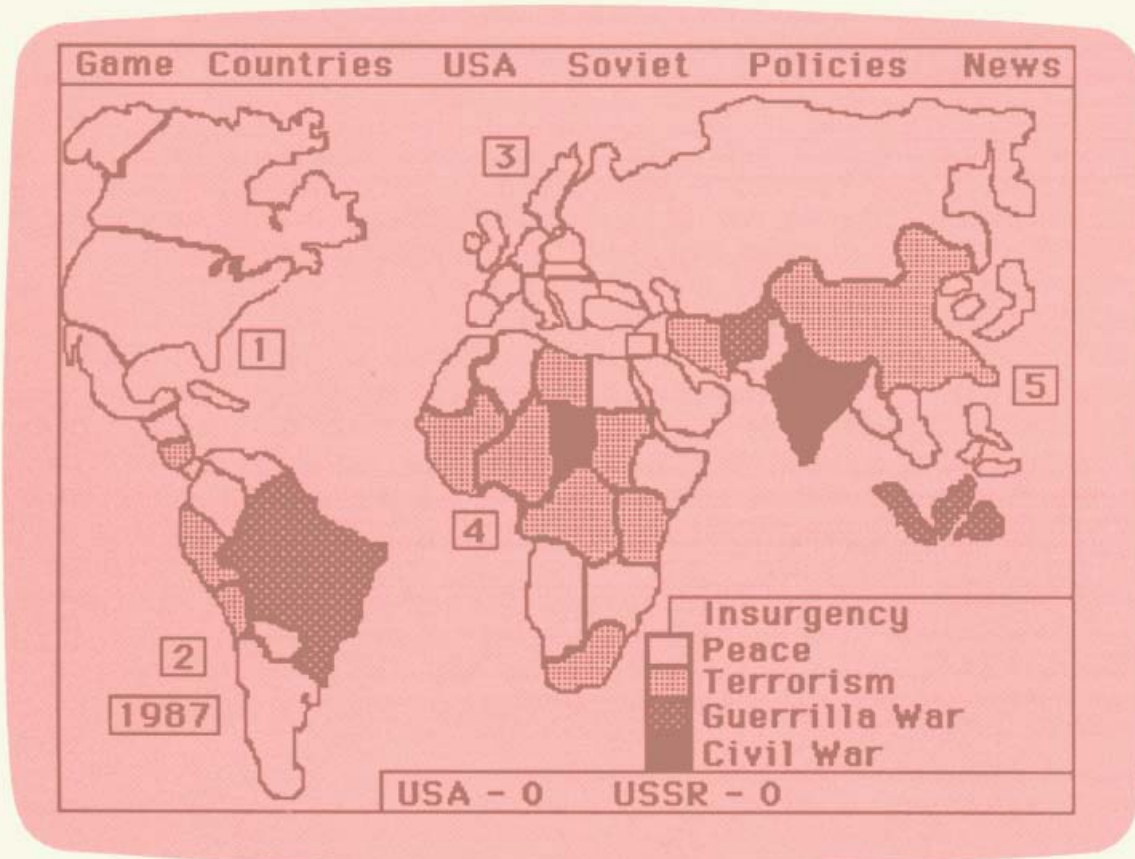 Game Countries USA Soviet Policies News
3
1
5
4
2
1987
Insurgency
Peace
Terrorism
Guerrilla War
Civil War
USA - 0 USSR - 0